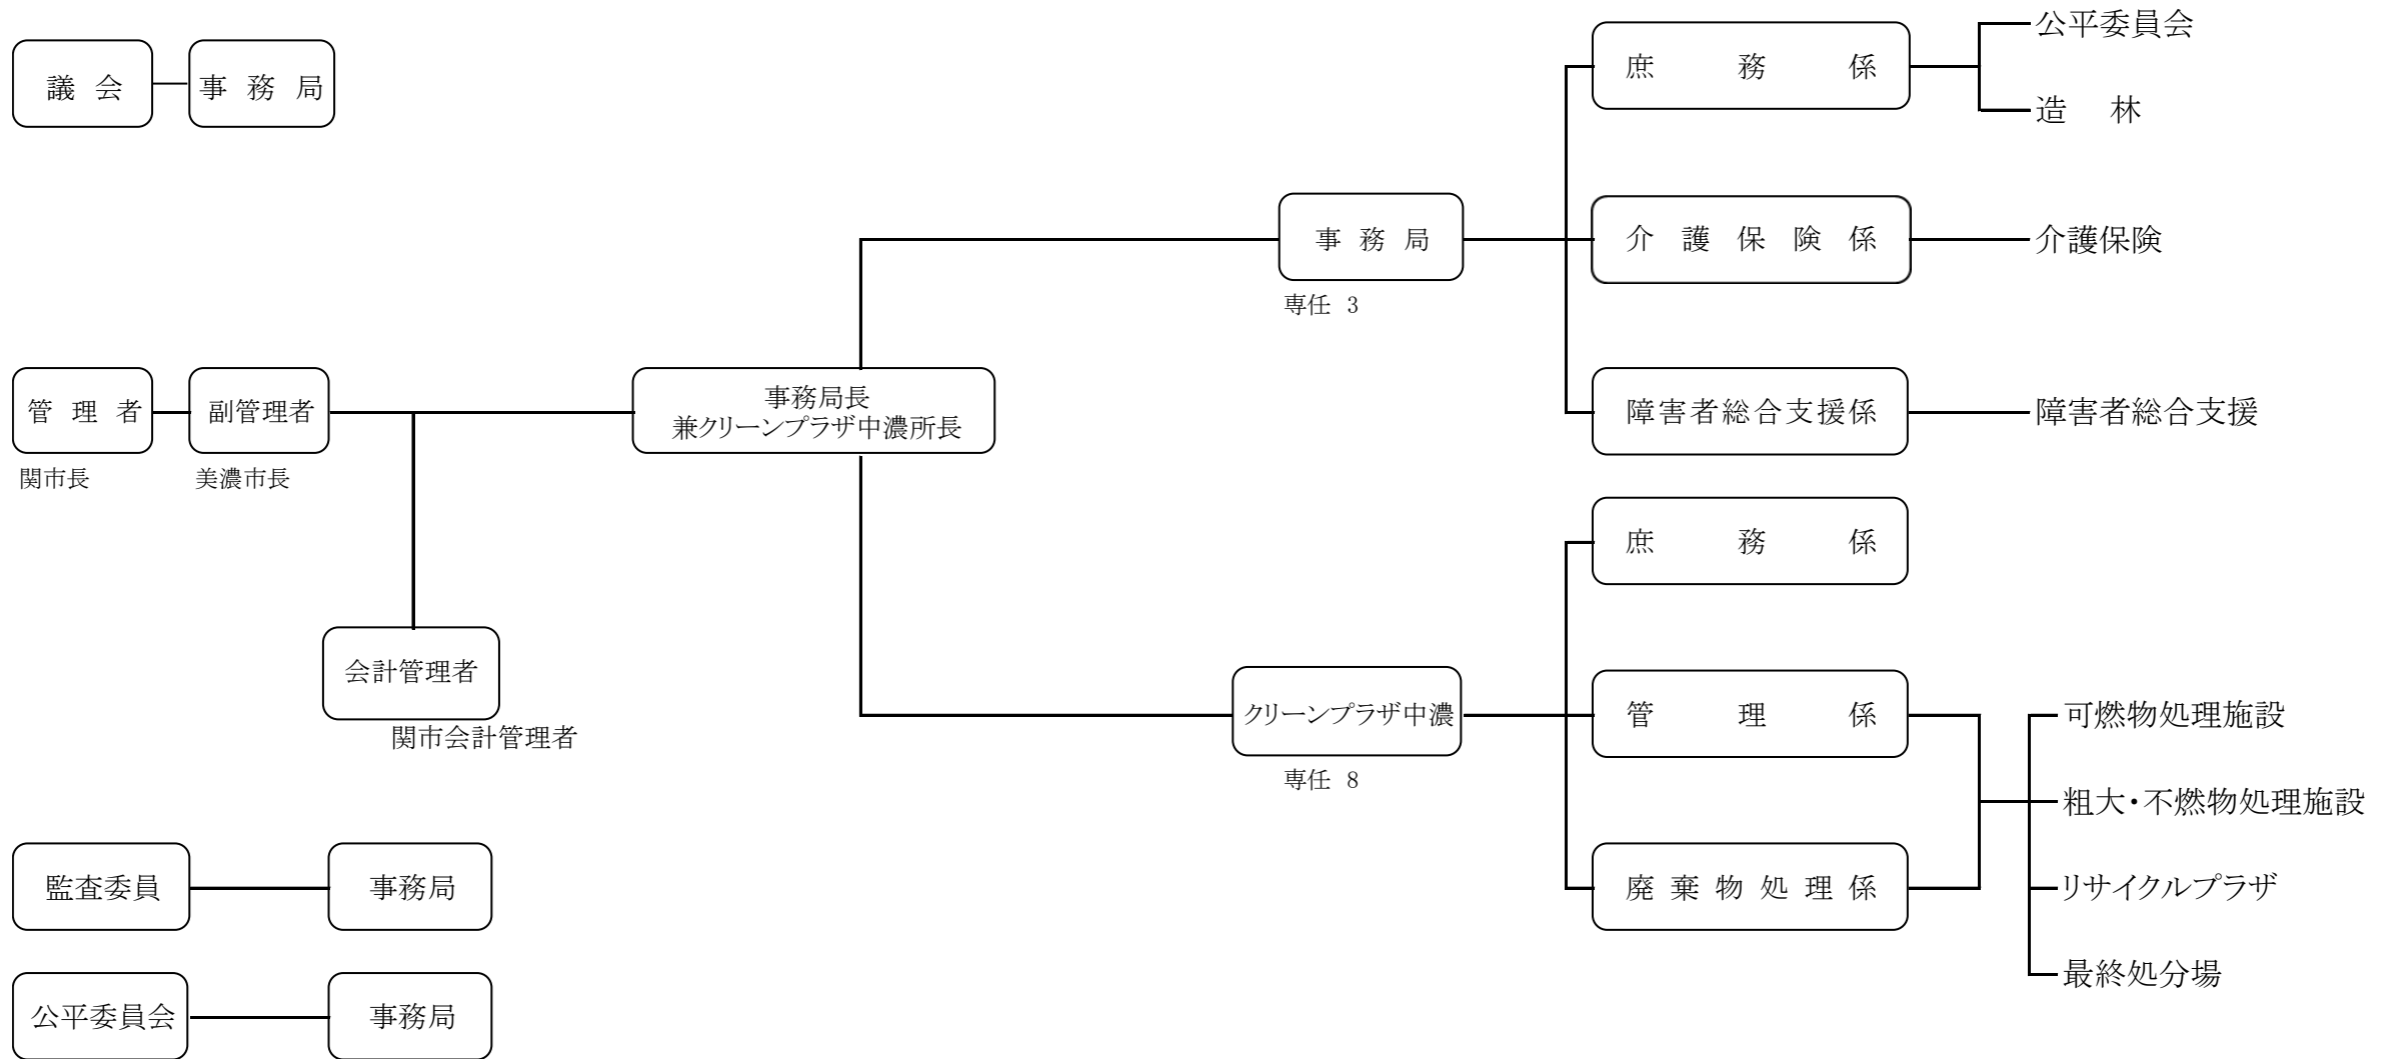 議会
事務局
管理者
関市長
副管理者
美濃市長
会計管理者
関市会計管理者
事務局長
兼クリーンプラザ中濃所長
事務局
専任 3
庶務係
公平委員会
造林
介護保険係
介護保険
障害者総合支援係
障害者総合支援
クリーンプラザ中濃
専任 8
庶務係
管理係
廃棄物処理係
可燃物処理施設
粗大・不燃物処理施設
リサイクルプラザ
最終処分場
監査委員
事務局
公平委員会
事務局